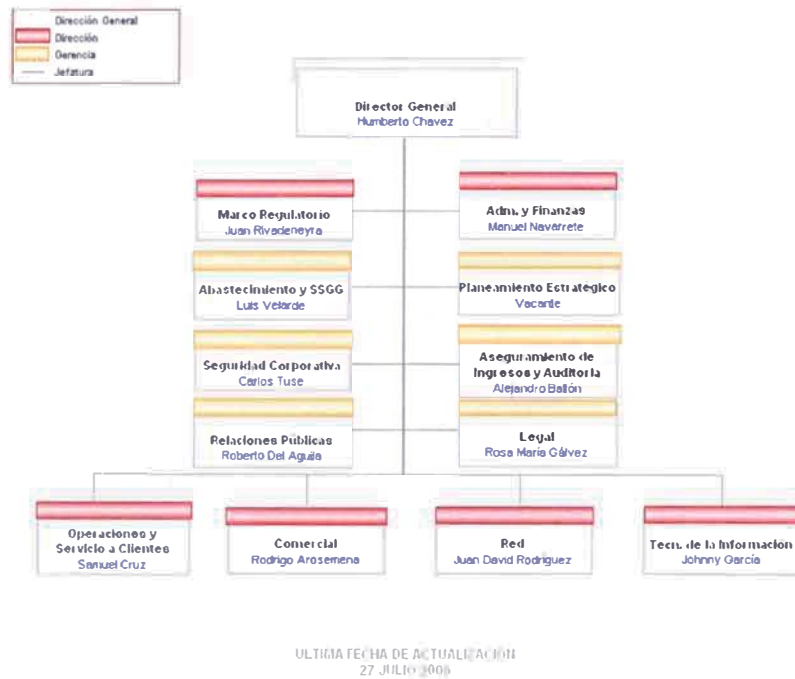 Dirección General
Dirección
Gerencia
Jefatura
Director General
Humberto Chavez
Marco Regulatorio
Juan Rivadeneyra
Adm. y Finanzas
Manuel Navarrete
Abastecimiento y SSGG
Luis Velarde
Planeamiento Estratégico
Vacante
Seguridad Corporativa
Carlos Tuse
Aseguramiento de
Ingresos y Auditoria
Alejandro Ballón
Relaciones Públicas
Roberto Del Aguila
Legal
Rosa María Gálvez
Operaciones y
Servicio a Clientes
Samuel Cruz
Comercial
Rodrigo Arosemena
Red
Juan David Rodriguez
Tecn. de la Información
Johnny García
ULTIMA FECHA DE ACTUALIZACIÓN
27 JULIO